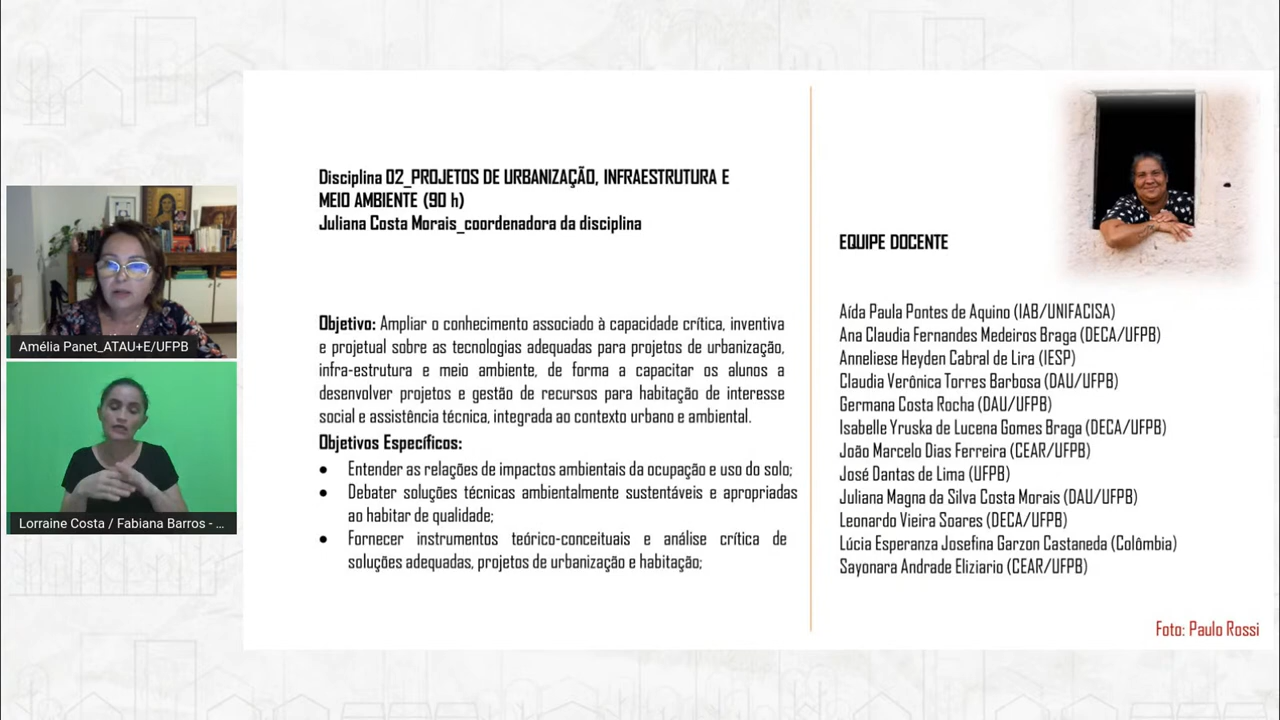 Disciplina 02_PROJETOS DE URBANIZAÇÃO, INFRAESTRUTURA E
MEIO AMBIENTE (90 h)
Juliana Costa Morais_coordenadora da disciplina
Objetivo: Ampliar o conhecimento associado à capacidade crítica, inventiva
e projetual sobre as tecnologias adequadas para projetos de urbanização,
infra-estrutura e meio ambiente, de forma a capacitar os alunos a
desenvolver projetos e gestão de recursos para habitação de interesse
social e assistência técnica, integrada ao contexto urbano e ambiental.
Objetivos Específicos:
● Entender as relações de impactos ambientais da ocupação e uso do solo;
● Debater soluções técnicas ambientalmente sustentáveis e apropriadas
ao habitar de qualidade;
● Fornecer instrumentos teórico-conceituais e análise crítica de
soluções adequadas, projetos de urbanização e habitação;
EQUIPE DOCENTE
Aída Paula Pontes de Aquino (IAB/UNIFACISA)
Ana Claudia Fernandes Medeiros Braga (DECA/UFPB)
Anneliese Heyden Cabral de Lira (IESP)
Claudia Verônica Torres Barbosa (DAU/UFPB)
Germana Costa Rocha (DAU/UFPB)
Isabelle Yruska de Lucena Gomes Braga (DECA/UFPB)
João Marcelo Dias Ferreira (CEAR/UFPB)
José Dantas de Lima (UFPB)
Juliana Magna da Silva Costa Morais (DAU/UFPB)
Leonardo Vieira Soares (DECA/UFPB)
Lúcia Esperanza Josefina Garzon Castaneda (Colômbia)
Sayonara Andrade Eliziario (CEAR/UFPB)
Foto: Paulo Rossi
Amélia Panet_ATAU+E/UFPB
Lorraine Costa / Fabiana Barros - ...